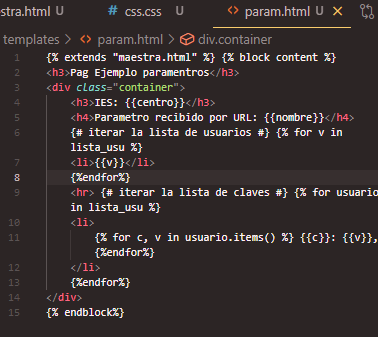 stra.html U # css.css U <> param.html U ×
templates > <> param.html > div.container
1 {% extends "maestra.html" %} {% block content %}
2 <h3>Pag Ejemplo paramentros</h3>
3 <div class="container">
4 <h3>IES: {{centro}}</h3>
5 <h4>Parametro recibido por URL: {{nombre}}</h4>
6 {# iterar la lista de usuarios #} {% for v in
lista_usu %}
7 <li>{{v}}</li>
8 {%endfor%}
9 <hr> {# iterar la lista de claves #} {% for usuario
in lista_usu %}
10 <li>
11 {% for c, v in usuario.items() %} {{c}}: {{v}},
{%endfor%}
12 </li>
13 {%endfor%}
14 </div>
15 {% endblock%}